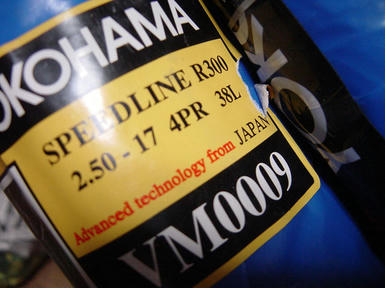 OKOHAMA
SPEEDLINE R300
2.50 - 17 4PR 38L
Advanced technology from JAPAN
VM0009